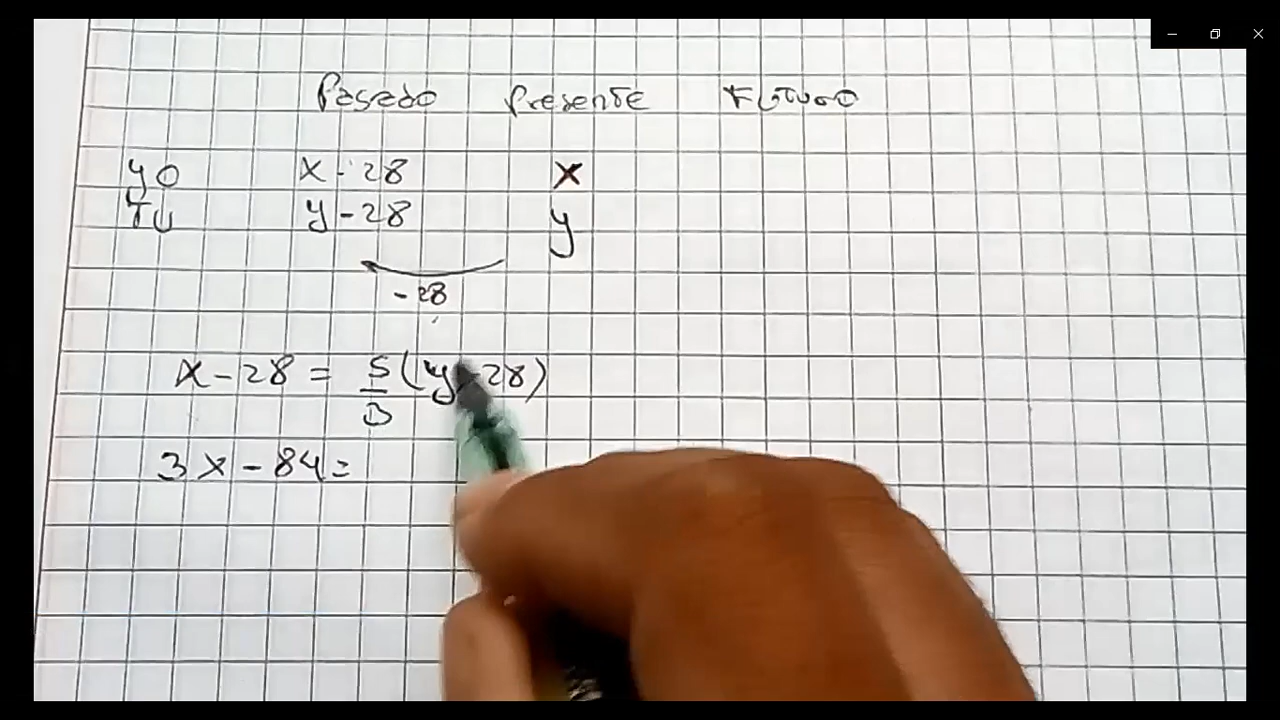 Pasado Presente Futuro
yo x - 28 x
Tu y - 28 y
- 28
x - 28 = 5/3 (y - 28)
3x - 84 =